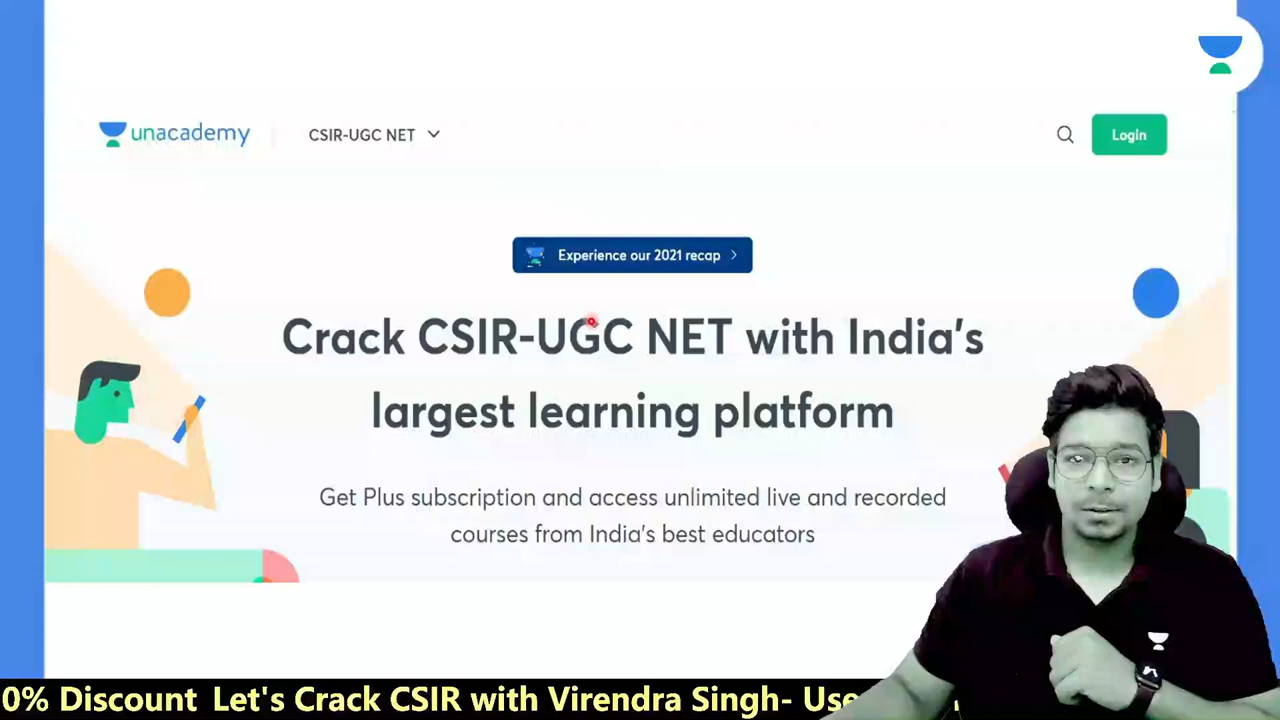 unacademy
CSIR-UGC NET
Login
Experience our 2021 recap
Crack CSIR-UGC NET with India's
largest learning platform
Get Plus subscription and access unlimited live and recorded
courses from India's best educators
0% Discount Let's Crack CSIR with Virendra Singh- Use